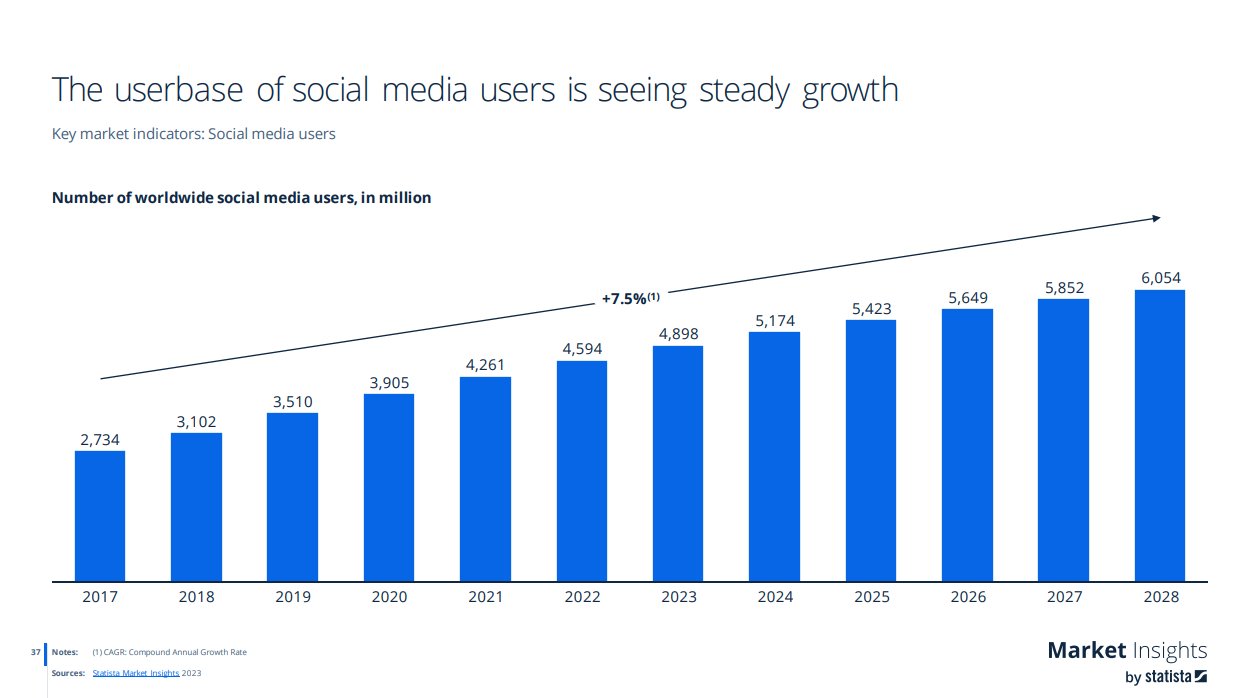 The userbase of social media users is seeing steady growth
Key market indicators: Social media users
Number of worldwide social media users, in million
+7.5%(1)
2,734
3,102
3,510
3,905
4,261
4,594
4,898
5,174
5,423
5,649
5,852
6,054
2017 2018 2019 2020 2021 2022 2023 2024 2025 2026 2027 2028
37 Notes: (1) CAGR: Compound Annual Growth Rate
Sources: Statista Market Insights 2023
Market Insights
by statista